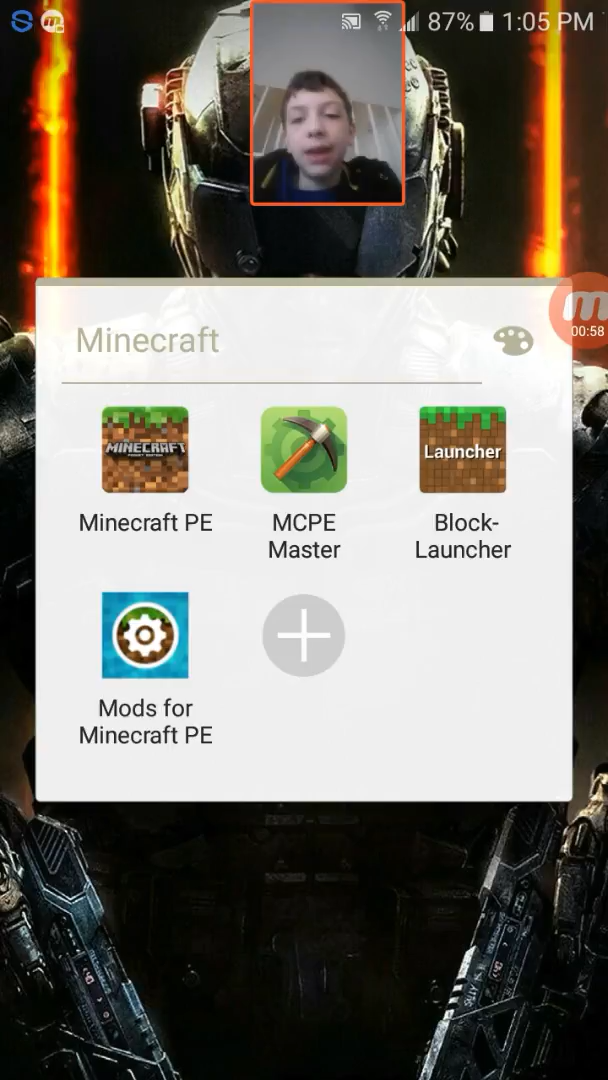 87% 1:05 PM
00:58
Minecraft
MINECRAFT
Launcher
Minecraft PE
MCPE
Master
Block-
Launcher
Mods for
Minecraft PE